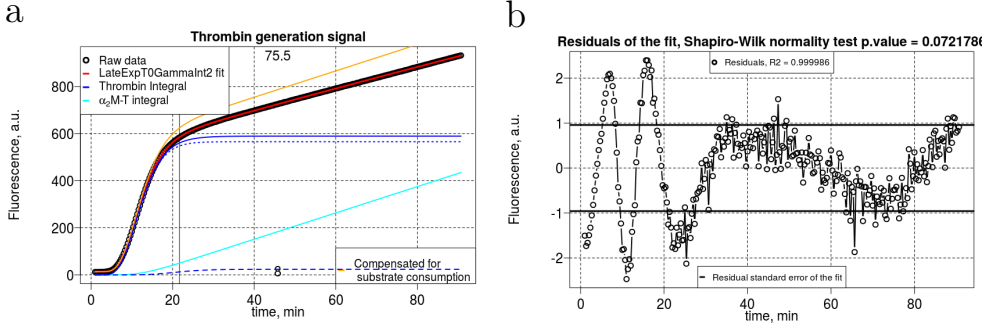 a
Thrombin generation signal
75.5
Raw data
LateExpT0GammaInt2 fit
Thrombin Integral
α2M-T integral
Fluorescence, a.u.
800
600
400
200
0
Compensated for
substrate consumption
0 20 40 60 80
time, min
b
Residuals of the fit, Shapiro-Wilk normality test p.value = 0.0721786
Residuals, R2 = 0.999986
Fluorescence, a.u.
2
1
0
-1
-2
Residual standard error of the fit
0 20 40 60 80
time, min